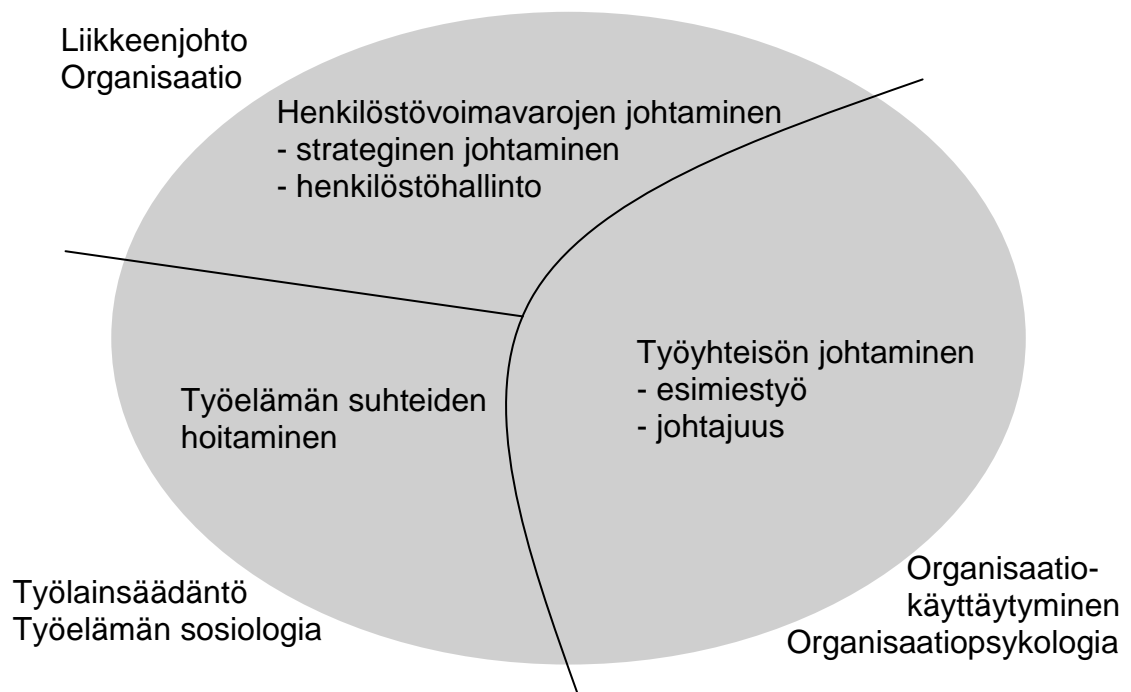 Liikkeenjohto
Organisaatio
Henkilöstövoimavarojen johtaminen
- strateginen johtaminen
- henkilöstöhallinto
Työelämän suhteiden
hoitaminen
Työyhteisön johtaminen
- esimiestyö
- johtajuus
Työlainsäädäntö
Työelämän sosiologia
Organisaatio-
käyttäytyminen
Organisaatiopsykologia